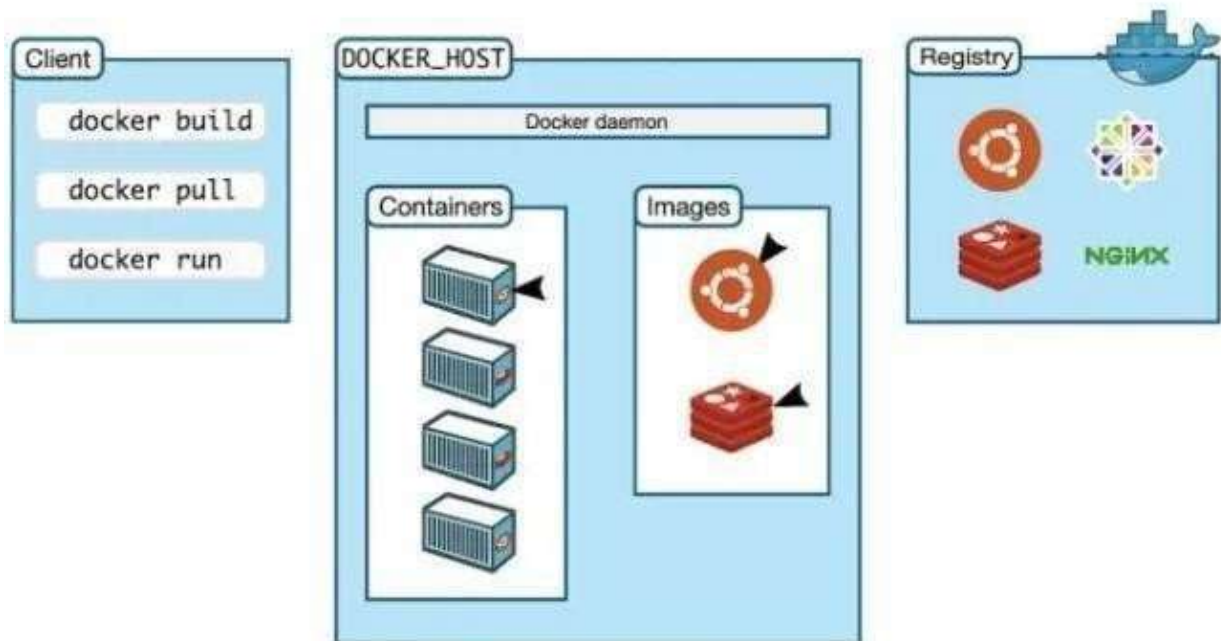 Client
docker build
docker pull
docker run
DOCKER_HOST
Docker daemon
Containers
Images
Registry
NGINX